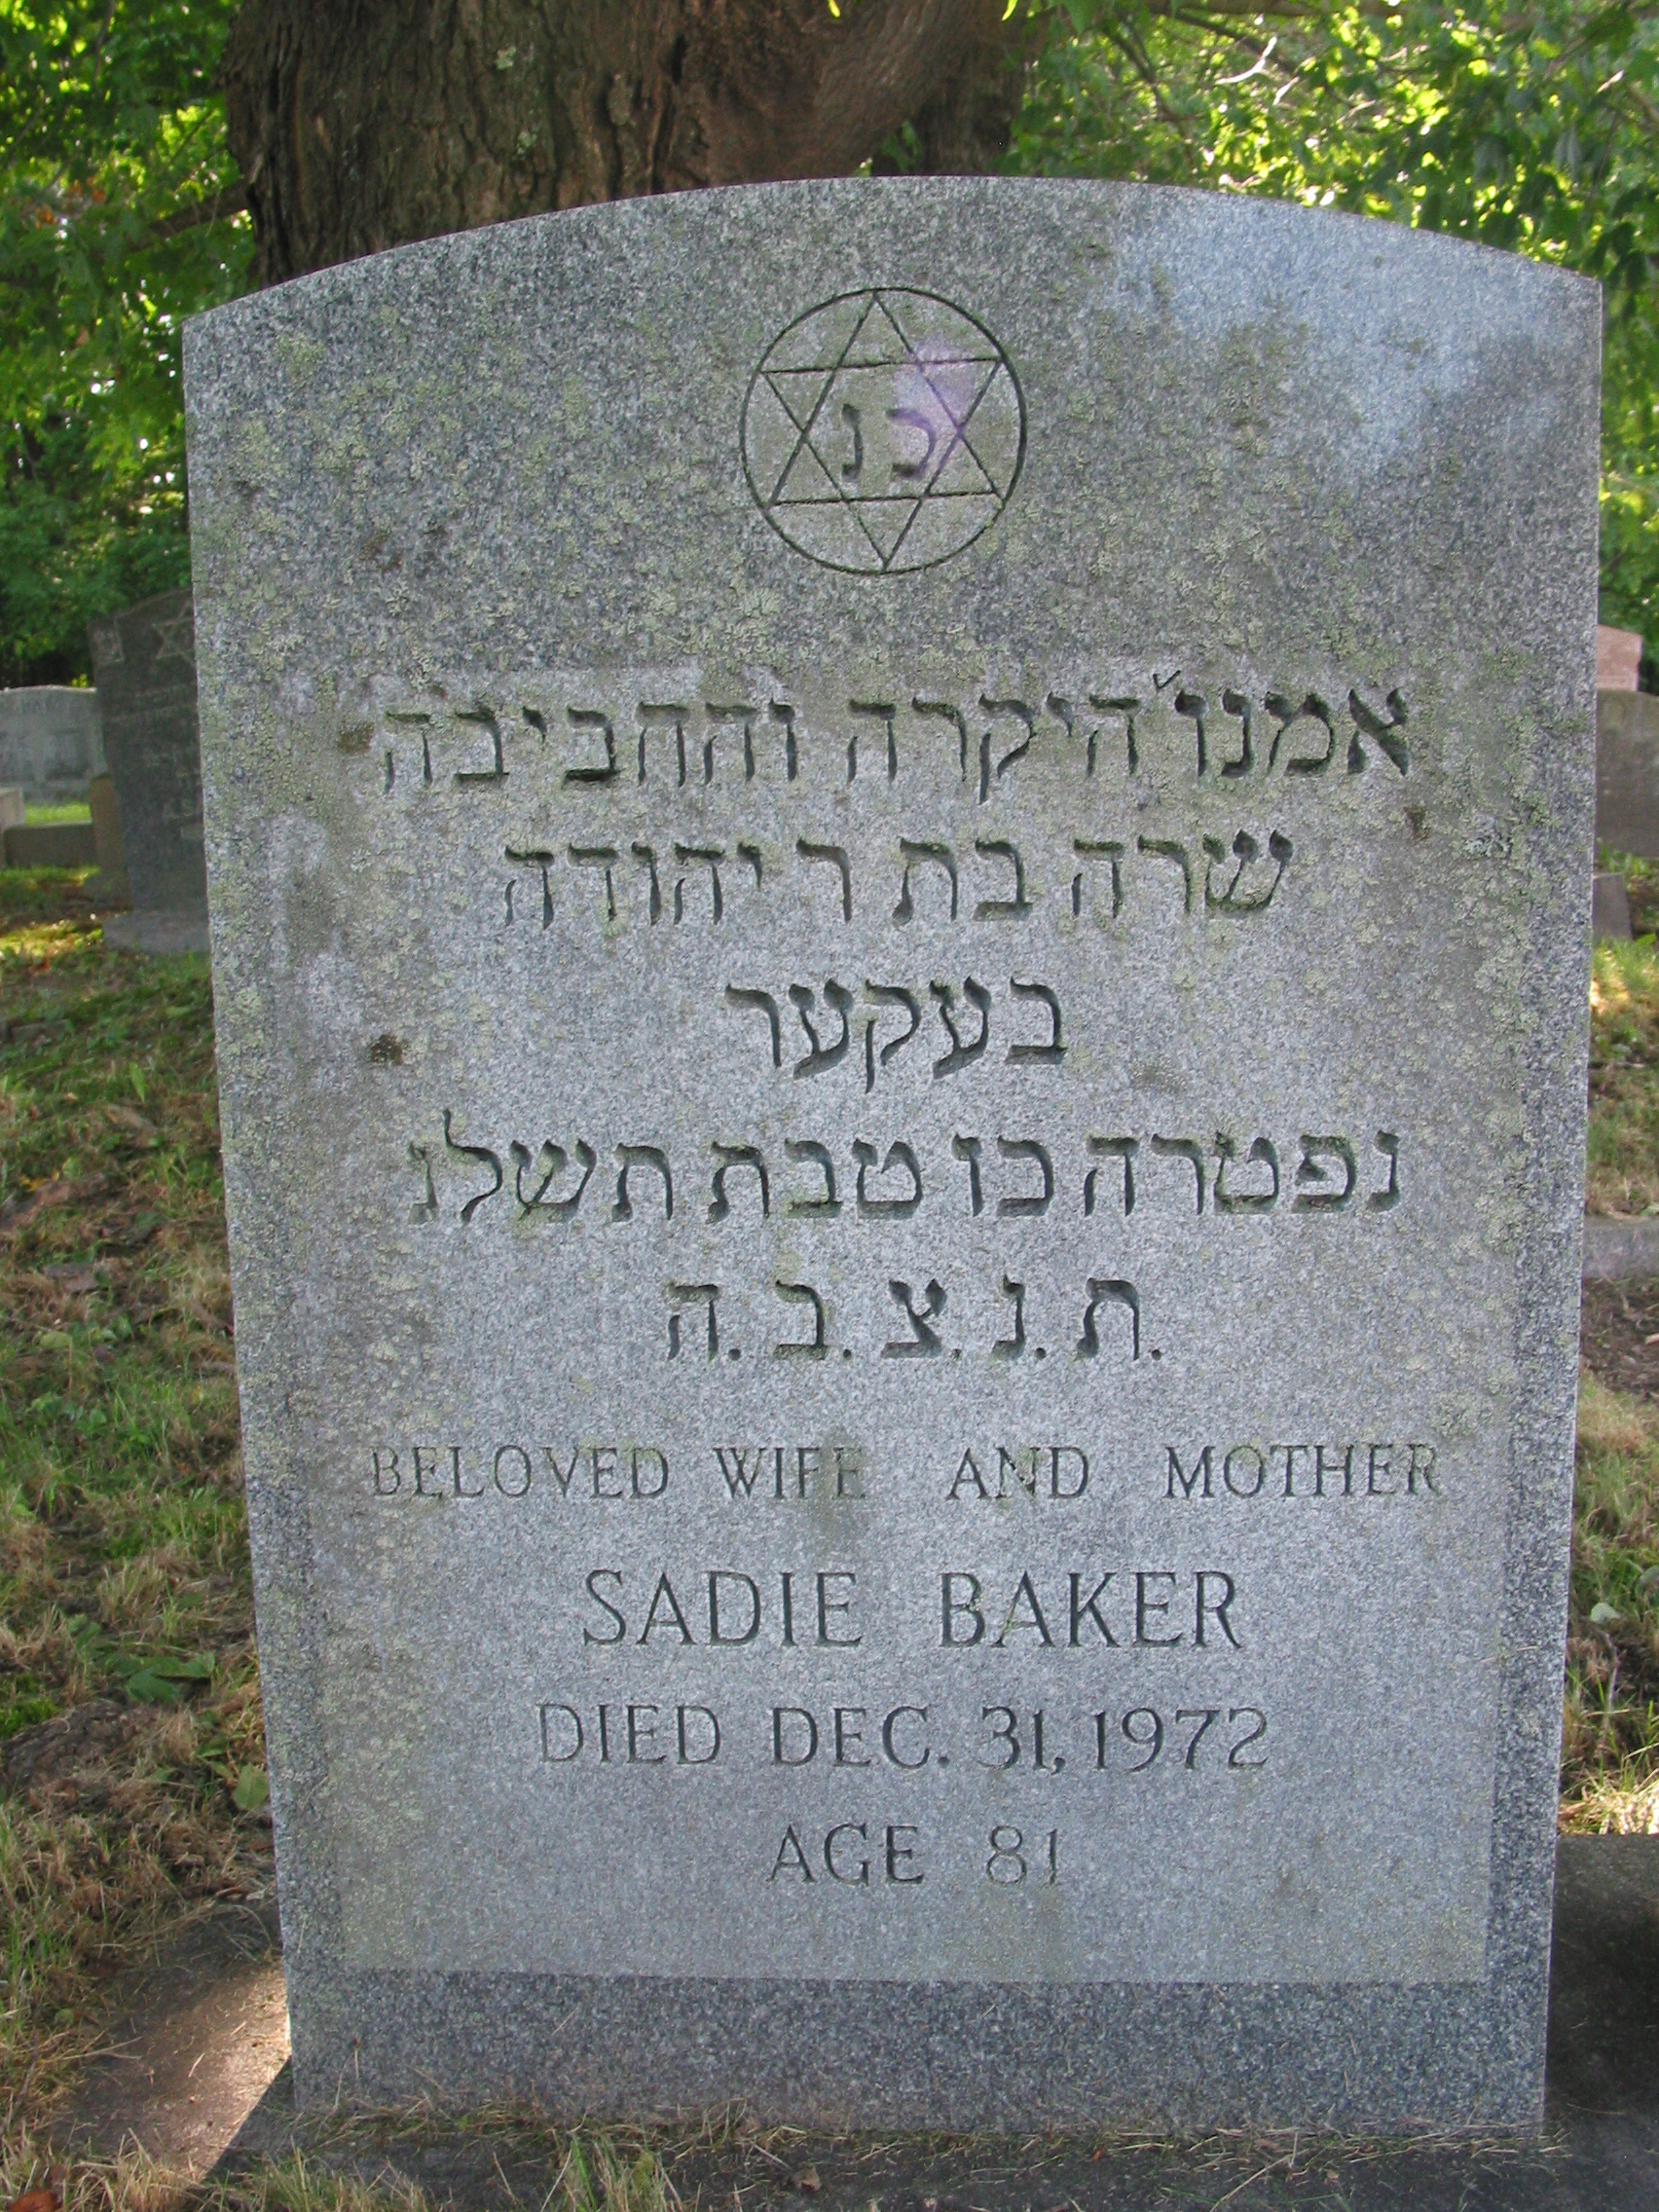 פ נ
אמנו היקרה והחביבה
שרה בת ר יהודה
בעקער
נפטרה כו טבת תשלג
ת. נ. צ. ב. ה
BELOVED WIFE AND MOTHER
SADIE BAKER
DIED DEC. 31, 1972
AGE 81